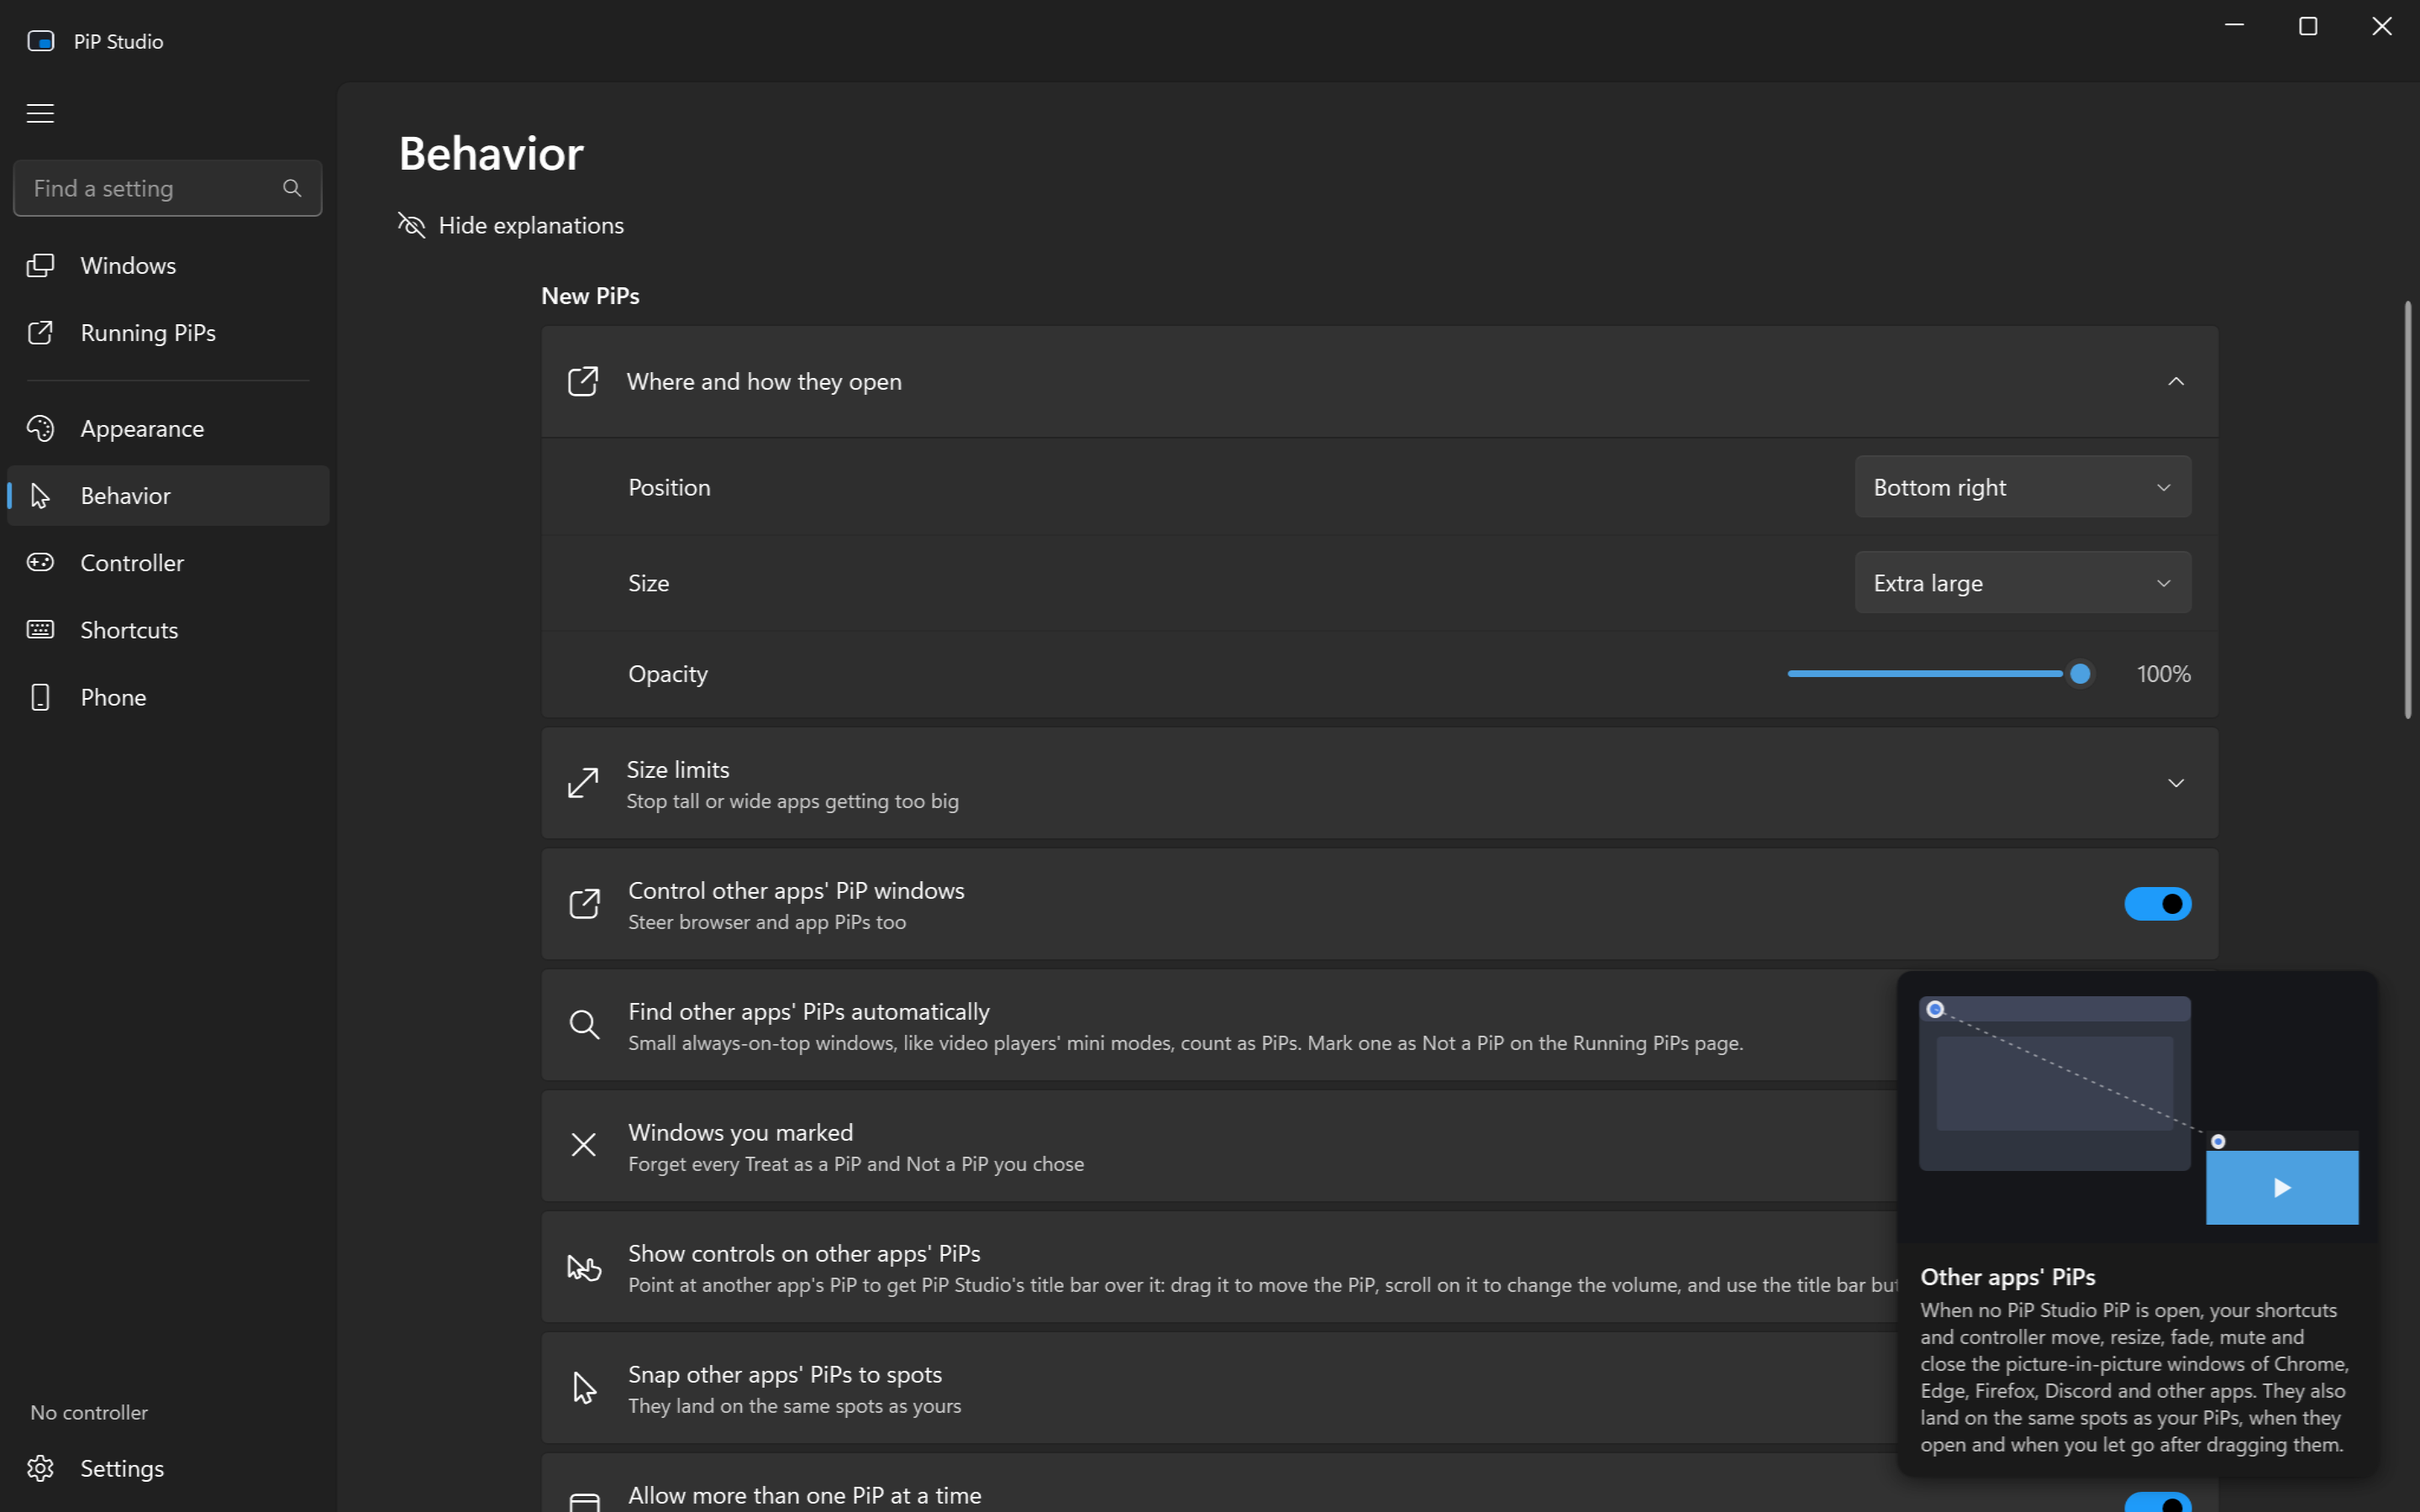 PiP Studio
Find a setting
Windows
Running PiPs
Appearance
Behavior
Controller
Shortcuts
Phone
No controller
Settings
Behavior
Hide explanations
New PiPs
Where and how they open
Position
Bottom right
Size
Extra large
Opacity
100%
Size limits
Stop tall or wide apps getting too big
Control other apps' PiP windows
Steer browser and app PiPs too
Find other apps' PiPs automatically
Small always-on-top windows, like video players' mini modes, count as PiPs. Mark one as Not a PiP on the Running PiPs page.
Windows you marked
Forget every Treat as a PiP and Not a PiP you chose
Show controls on other apps' PiPs
Point at another app's PiP to get PiP Studio's title bar over it: drag it to move the PiP, scroll on it to change the volume, and use the title bar
Snap other apps' PiPs to spots
They land on the same spots as yours
Allow more than one PiP at a time
Other apps' PiPs
When no PiP Studio PiP is open, your shortcuts
and controller move, resize, fade, mute and
close the picture-in-picture windows of Chrome,
Edge, Firefox, Discord and other apps. They also
land on the same spots as your PiPs, when they
open and when you let go after dragging them.